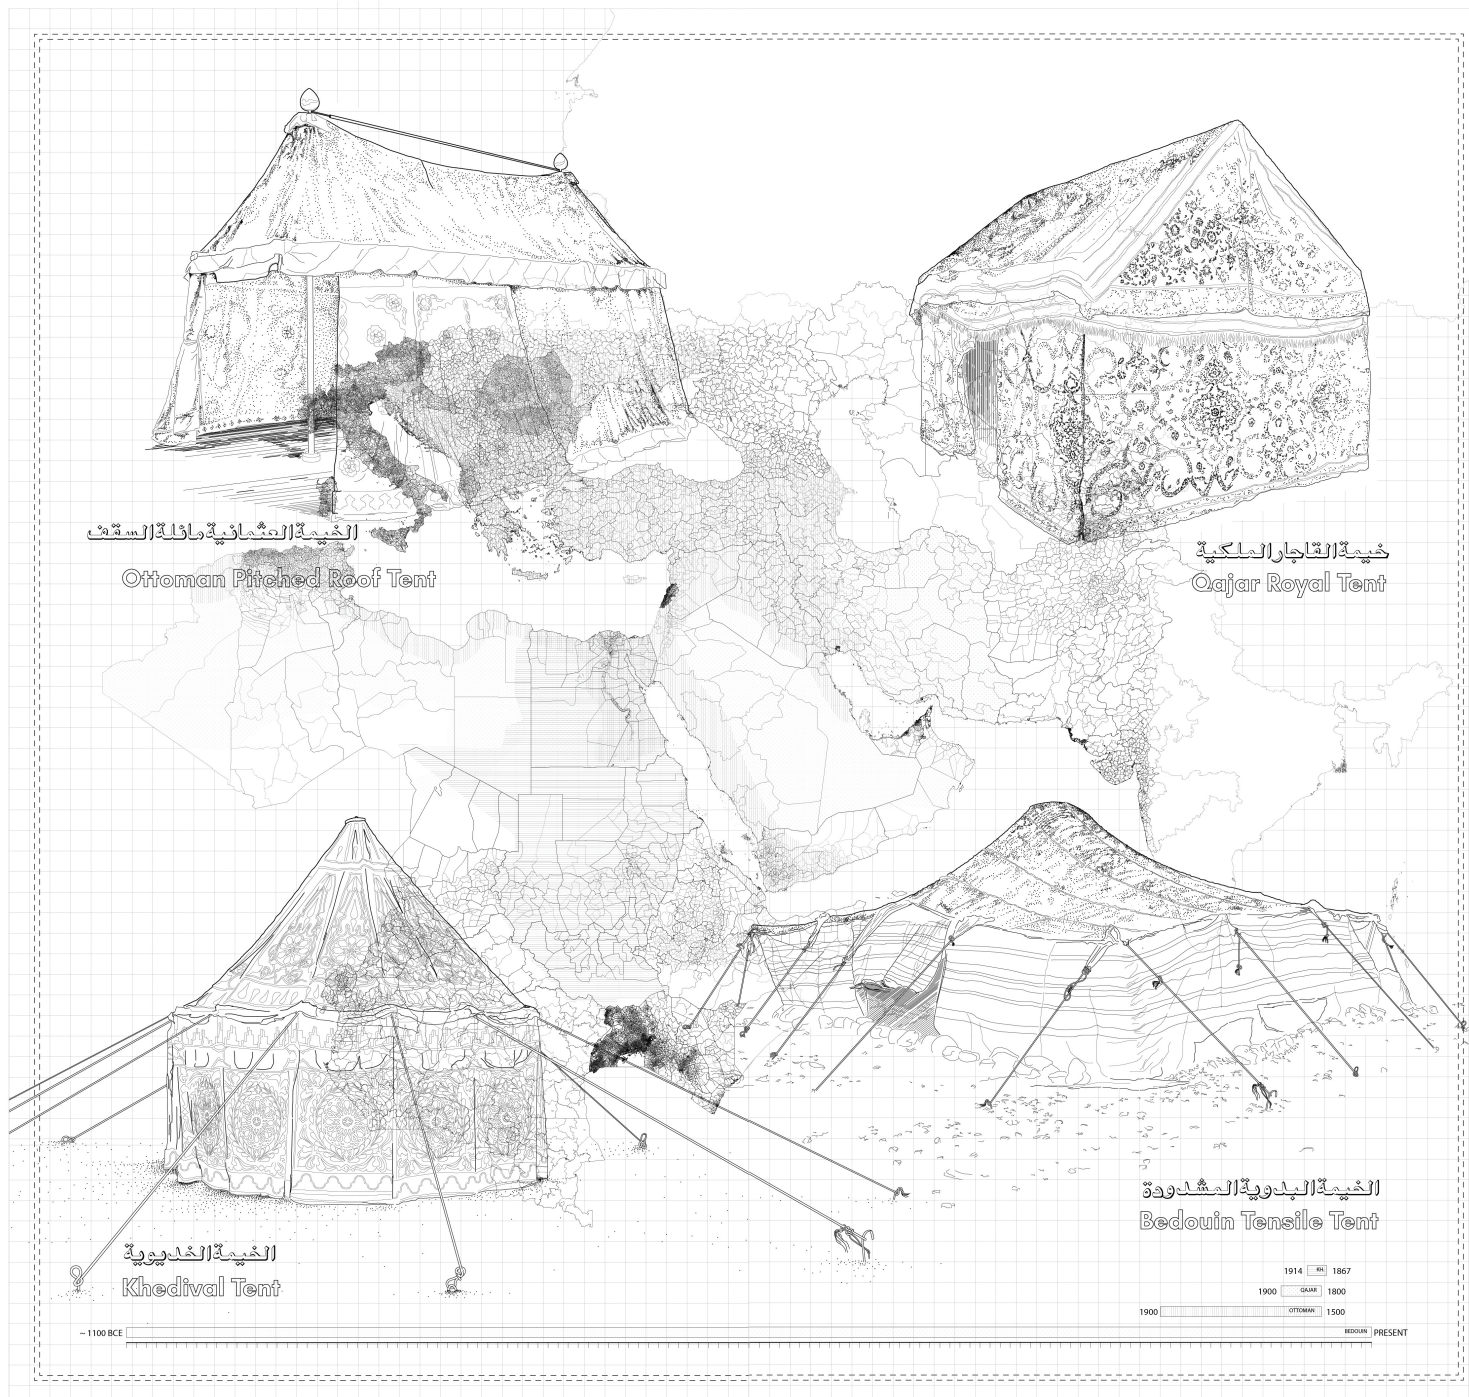 الخيمة العثمانية مائلة السقف
Ottoman Pitched Roof Tent
خيمة القاجار الملكية
Qajar Royal Tent
الخيمة البدوية المشدودة
Bedouin Tensile Tent
الخيمة الخديوية
Khedival Tent
1914 KH. 1867
1900 QAJAR 1800
1900 OTTOMAN 1500
~ 1100 BCE BEDOUIN PRESENT